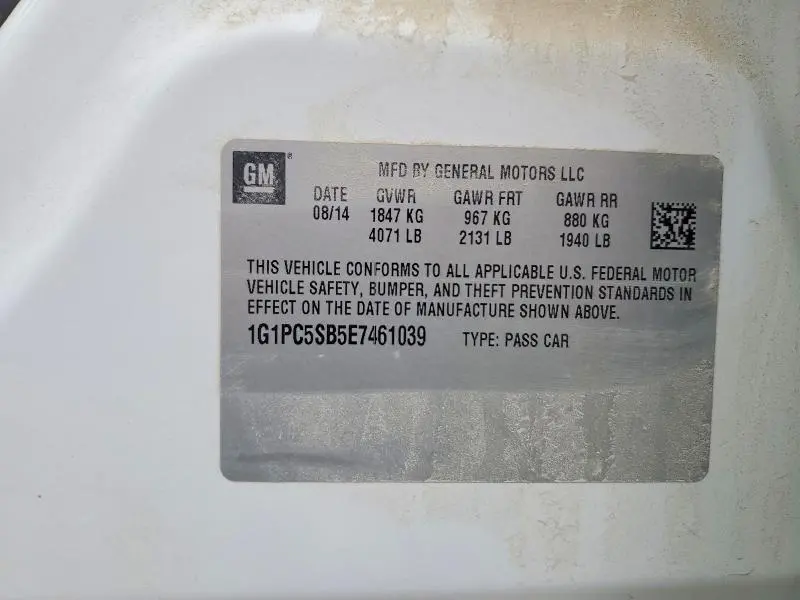 GM® MFD BY GENERAL MOTORS LLC
DATE GVWR GAWR FRT GAWR RR
08/14 1847 KG 967 KG 880 KG
4071 LB 2131 LB 1940 LB
THIS VEHICLE CONFORMS TO ALL APPLICABLE U.S. FEDERAL MOTOR
VEHICLE SAFETY, BUMPER, AND THEFT PREVENTION STANDARDS IN
EFFECT ON THE DATE OF MANUFACTURE SHOWN ABOVE.
1G1PC5SB5E7461039 TYPE: PASS CAR